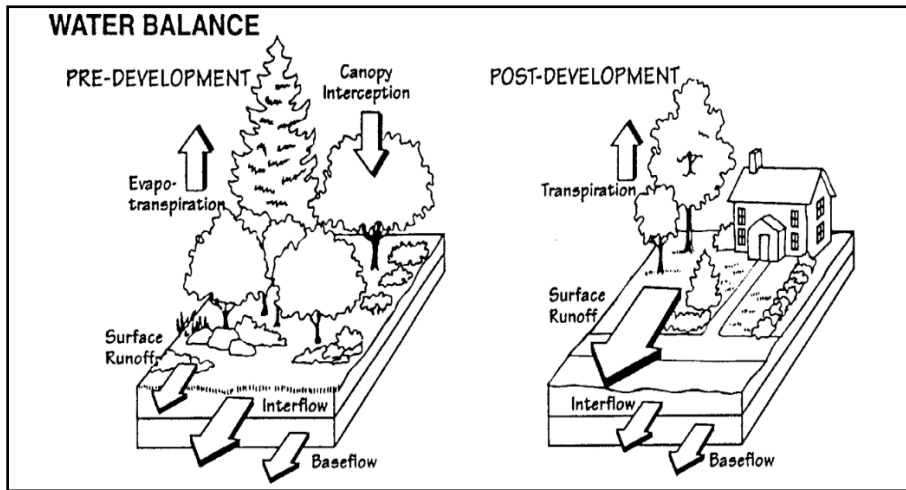 WATER BALANCE
PRE-DEVELOPMENT
Canopy
Interception
Evapo-
transpiration
Surface
Runoff
Interflow
Baseflow
POST-DEVELOPMENT
Transpiration
Surface
Runoff
Interflow
Baseflow